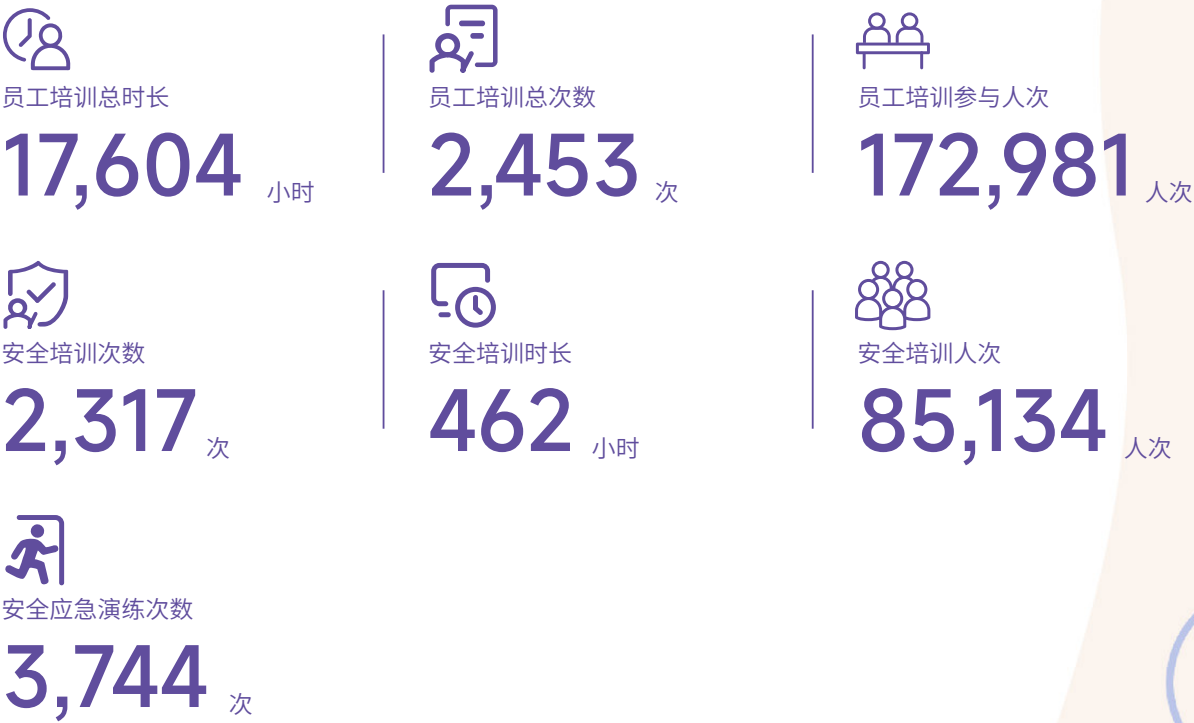 员工培训总时长
17,604 小时
员工培训总次数
2,453 次
员工培训参与人次
172,981 人次
安全培训次数
2,317 次
安全培训时长
462 小时
安全培训人次
85,134 人次
安全应急演练次数
3,744 次